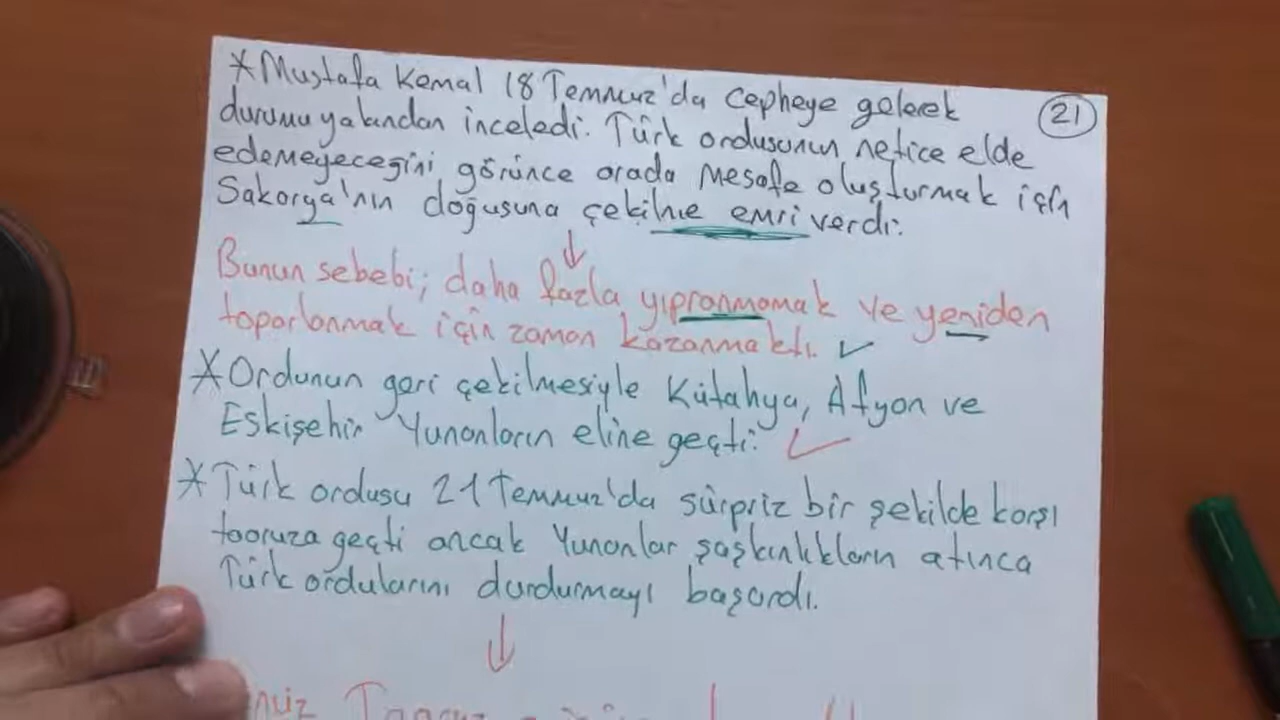 *Mustafa Kemal 18 Temmuz'da Cepheye gelerek
21
durumu yakından inceledi. Türk ordusunun netice elde
edemeyeceğini görünce arada mesafe oluşturmak için
Sakarya'nın doğusuna çekilme emri verdi.
↓
Bunun sebebi; daha fazla yıpranmamak ve yeniden
toparlanmak için zaman kazanmaktı.
*Ordunun geri çekilmesiyle Kütahya, Afyon ve
Eskişehir Yunanların eline geçti.
*Türk ordusu 21 Temmuz'da sürpriz bir şekilde karşı
taaruza geçti ancak Yunanlar şaşkınlıkların atınca
Türk ordularını durdurmayı başardı.
↓